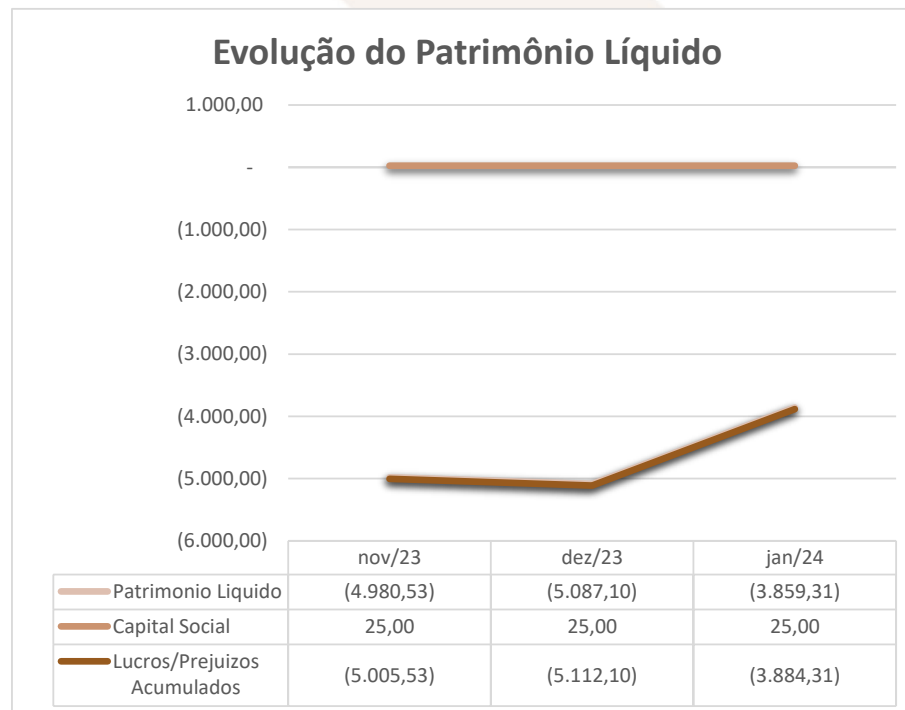 Evolução do Patrimônio Líquido
1.000,00
-
(1.000,00)
(2.000,00)
(3.000,00)
(4.000,00)
(5.000,00)
(6.000,00)
nov/23 dez/23 jan/24
Patrimonio Liquido (4.980,53) (5.087,10) (3.859,31)
Capital Social 25,00 25,00 25,00
Lucros/Prejuizos
Acumulados (5.005,53) (5.112,10) (3.884,31)